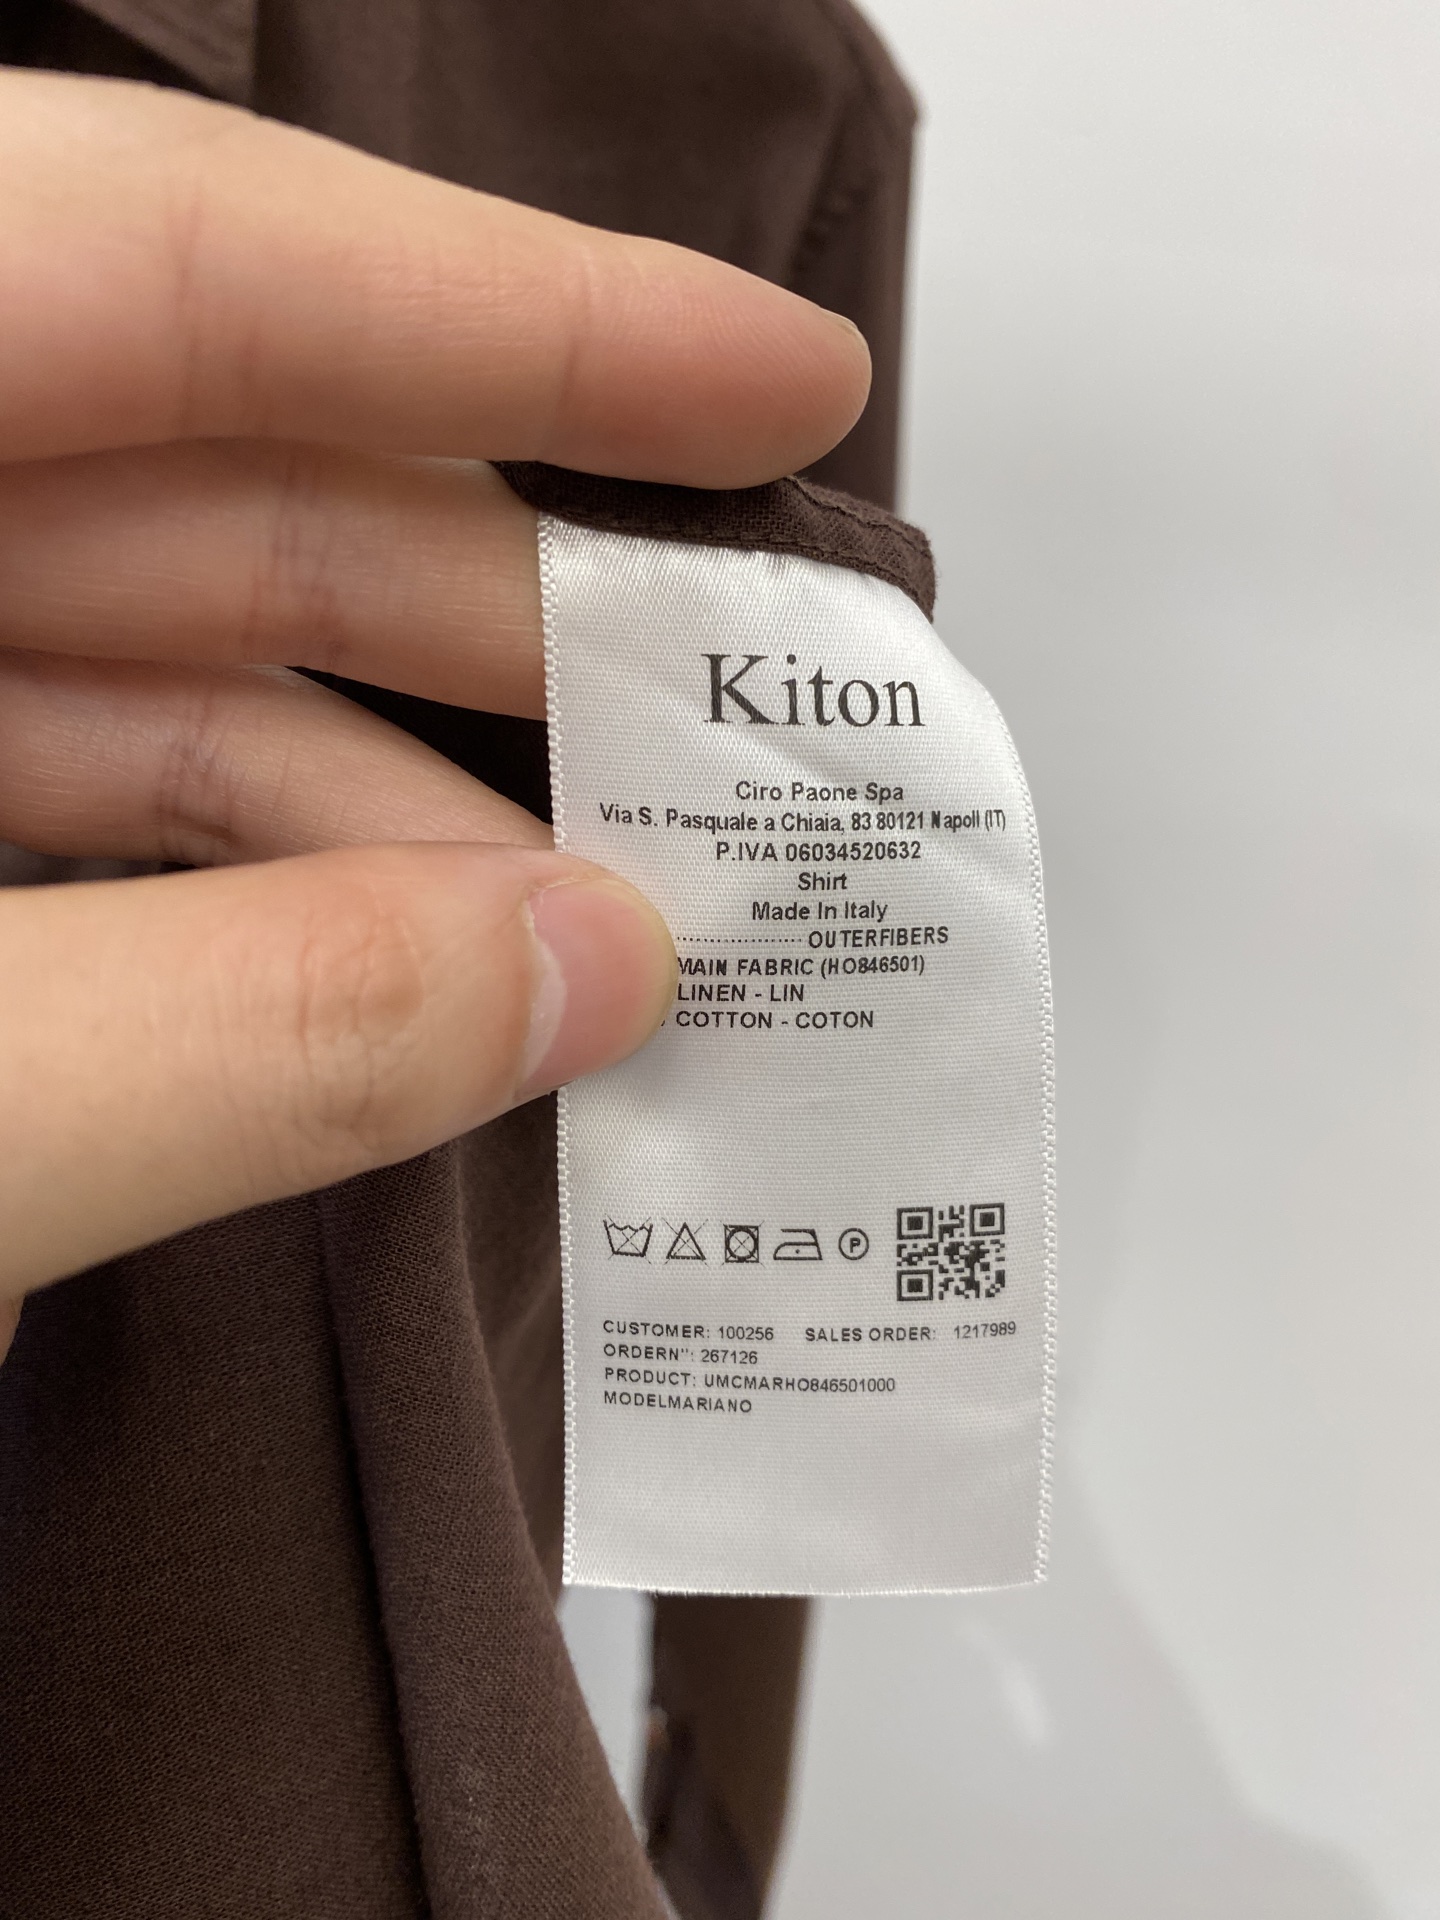 Kiton
Ciro Paone Spa
Via S. Pasquale a Chiaia, 83 80121 Napoli (IT)
P.IVA 06034520632
Shirt
Made In Italy
.................... OUTERFIBERS
MAIN FABRIC (HO846501)
LINEN - LIN
COTTON - COTON
P
CUSTOMER: 100256 SALES ORDER: 1217989
ORDERN": 267126
PRODUCT: UMCMARHO846501000
MODELMARIANO